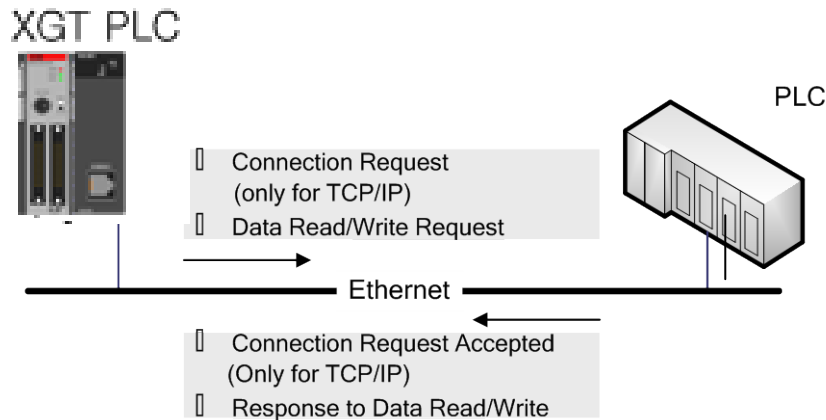 XGT PLC
PLC
▯ Connection Request
(only for TCP/IP)
▯ Data Read/Write Request
Ethernet
▯ Connection Request Accepted
(Only for TCP/IP)
▯ Response to Data Read/Write